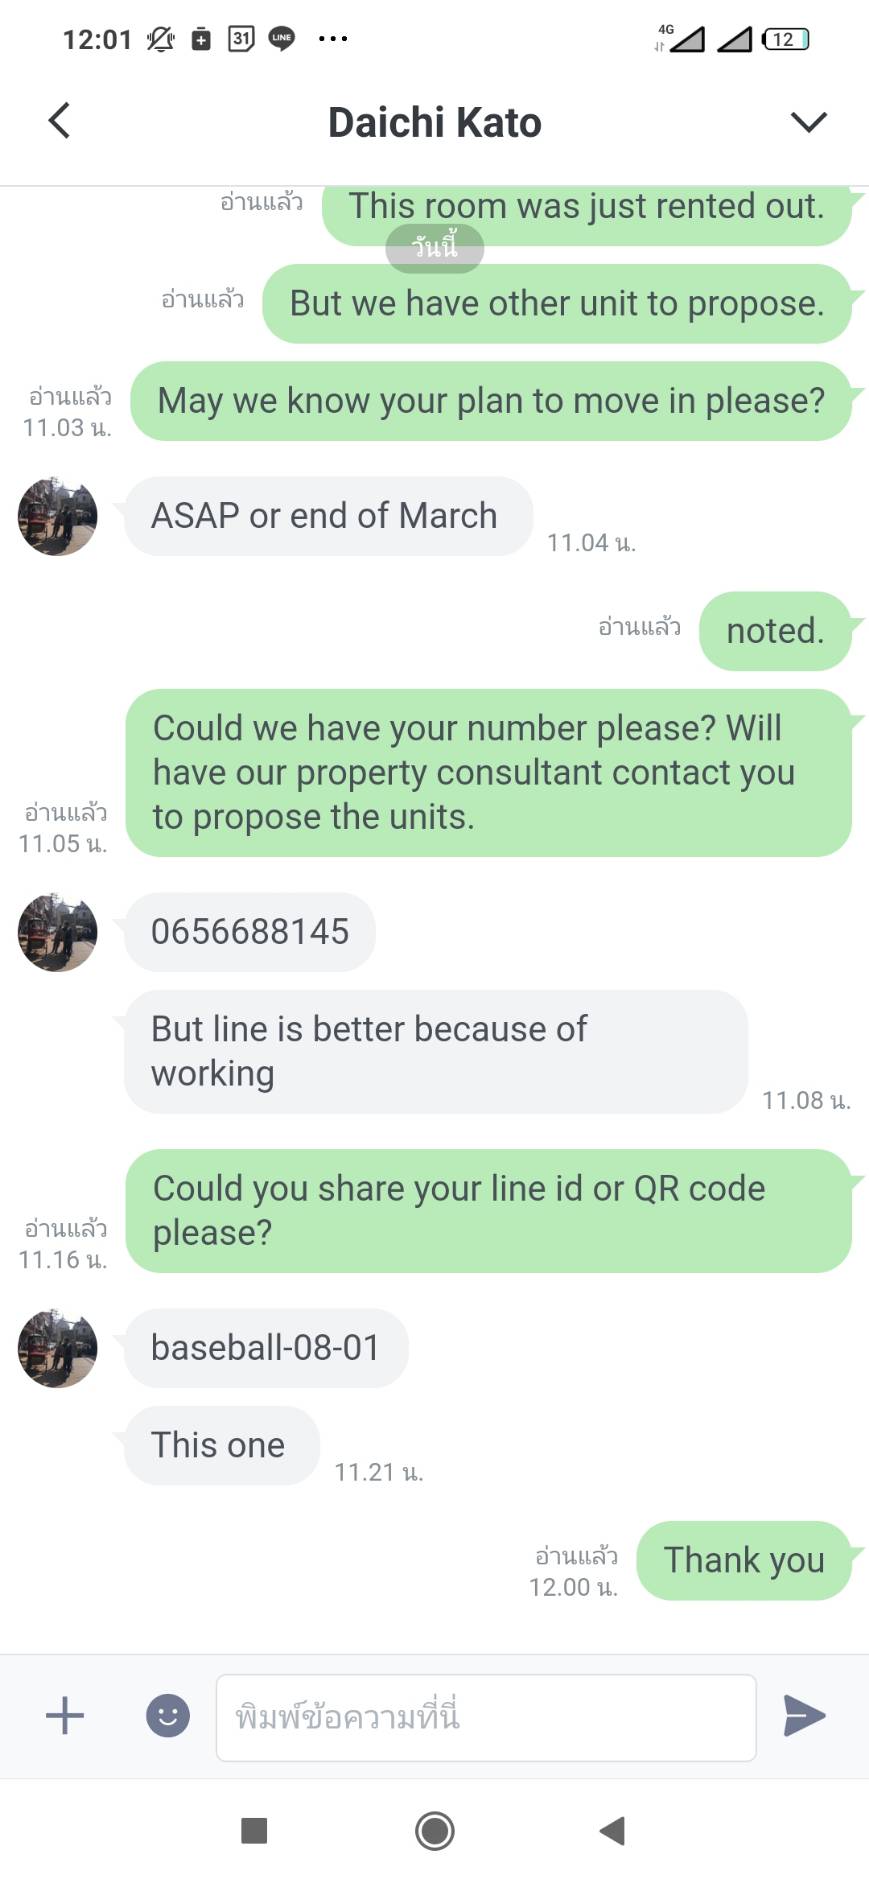 12:01
31
LINE
4G
12
Daichi Kato
อ่านแล้ว
This room was just rented out.
วันนี้
อ่านแล้ว
But we have other unit to propose.
อ่านแล้ว
11.03 น.
May we know your plan to move in please?
ASAP or end of March
11.04 น.
อ่านแล้ว
noted.
Could we have your number please? Will
have our property consultant contact you
to propose the units.
อ่านแล้ว
11.05 น.
0656688145
But line is better because of
working
11.08 น.
Could you share your line id or QR code
please?
อ่านแล้ว
11.16 น.
baseball-08-01
This one
11.21 น.
อ่านแล้ว
12.00 น.
Thank you
พิมพ์ข้อความที่นี่